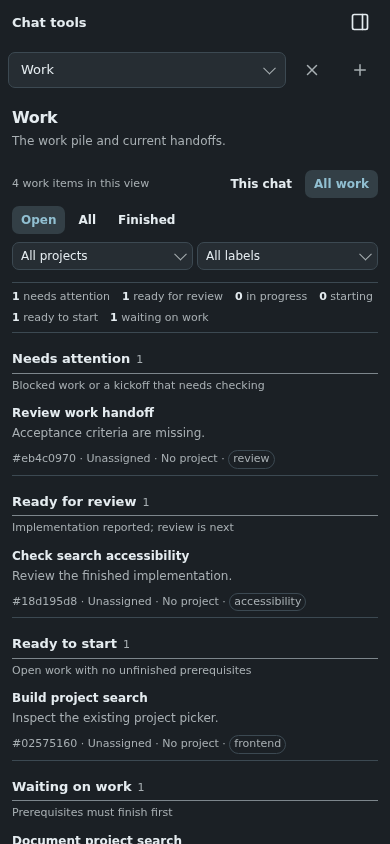 Chat tools
Work
Work
The work pile and current handoffs.
4 work items in this view
This chat
All work
Open
All
Finished
All projects
All labels
1 needs attention 1 ready for review 0 in progress 0 starting
1 ready to start 1 waiting on work
Needs attention 1
Blocked work or a kickoff that needs checking
Review work handoff
Acceptance criteria are missing.
#eb4c0970 · Unassigned · No project · review
Ready for review 1
Implementation reported; review is next
Check search accessibility
Review the finished implementation.
#18d195d8 · Unassigned · No project · accessibility
Ready to start 1
Open work with no unfinished prerequisites
Build project search
Inspect the existing project picker.
#02575160 · Unassigned · No project · frontend
Waiting on work 1
Prerequisites must finish first
Document project search